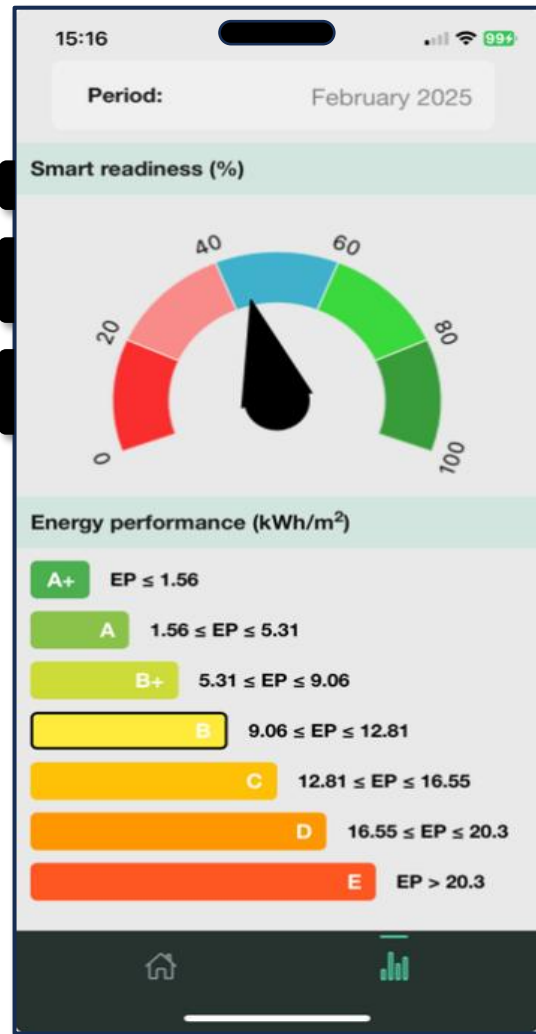 15:16
99
Period: February 2025
Smart readiness (%)
0 20 40 60 80 100
Energy performance (kWh/m²)
A+ EP ≤ 1.56
A 1.56 ≤ EP ≤ 5.31
B+ 5.31 ≤ EP ≤ 9.06
B 9.06 ≤ EP ≤ 12.81
C 12.81 ≤ EP ≤ 16.55
D 16.55 ≤ EP ≤ 20.3
E EP > 20.3